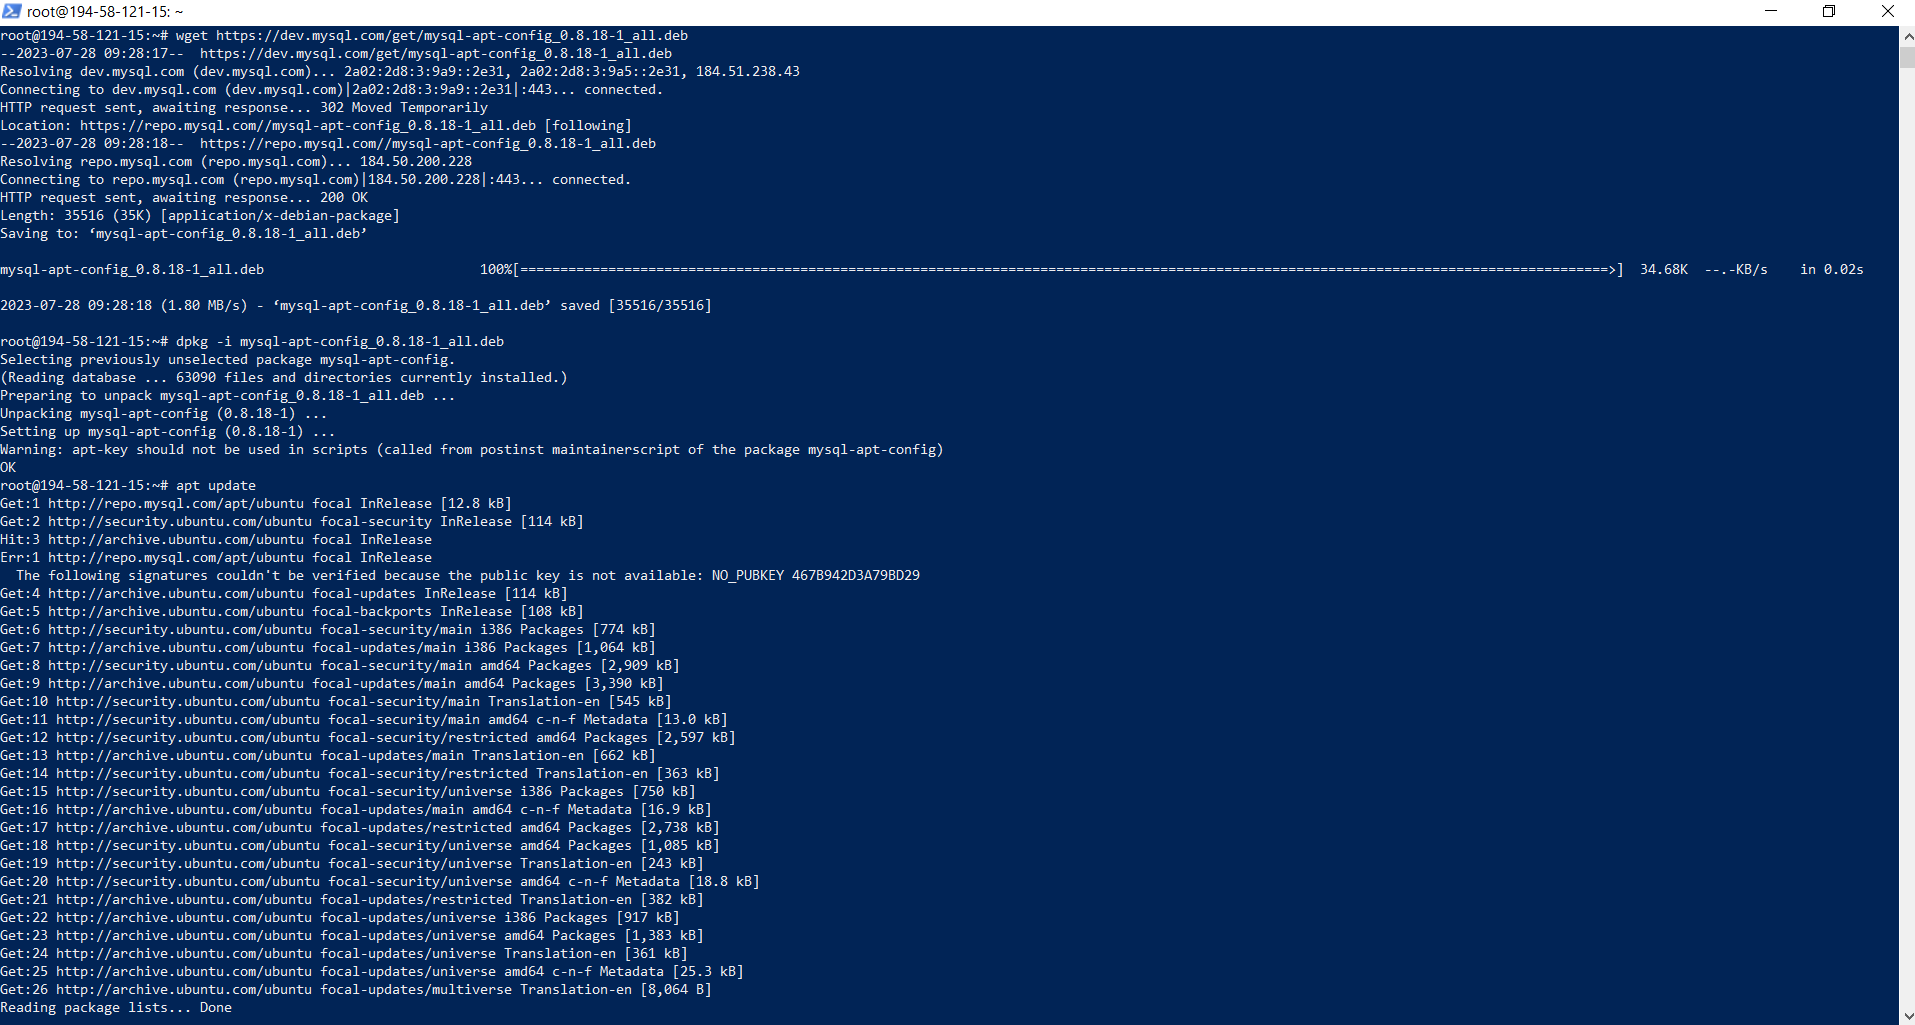 root@194-58-121-15: ~
root@194-58-121-15:~# wget https://dev.mysql.com/get/mysql-apt-config_0.8.18-1_all.deb
--2023-07-28 09:28:17--  https://dev.mysql.com/get/mysql-apt-config_0.8.18-1_all.deb
Resolving dev.mysql.com (dev.mysql.com)... 2a02:2d8:3:9a9::2e31, 2a02:2d8:3:9a5::2e31, 184.51.238.43
Connecting to dev.mysql.com (dev.mysql.com)|2a02:2d8:3:9a9::2e31|:443... connected.
HTTP request sent, awaiting response... 302 Moved Temporarily
Location: https://repo.mysql.com//mysql-apt-config_0.8.18-1_all.deb [following]
--2023-07-28 09:28:18--  https://repo.mysql.com//mysql-apt-config_0.8.18-1_all.deb
Resolving repo.mysql.com (repo.mysql.com)... 184.50.200.228
Connecting to repo.mysql.com (repo.mysql.com)|184.50.200.228|:443... connected.
HTTP request sent, awaiting response... 200 OK
Length: 35516 (35K) [application/x-debian-package]
Saving to: ‘mysql-apt-config_0.8.18-1_all.deb’
mysql-apt-config_0.8.18-1_all.deb 100%[========================================================================================================================================>] 34.68K --.-KB/s in 0.02s
2023-07-28 09:28:18 (1.80 MB/s) - ‘mysql-apt-config_0.8.18-1_all.deb’ saved [35516/35516]
root@194-58-121-15:~# dpkg -i mysql-apt-config_0.8.18-1_all.deb
Selecting previously unselected package mysql-apt-config.
(Reading database ... 63090 files and directories currently installed.)
Preparing to unpack mysql-apt-config_0.8.18-1_all.deb ...
Unpacking mysql-apt-config (0.8.18-1) ...
Setting up mysql-apt-config (0.8.18-1) ...
Warning: apt-key should not be used in scripts (called from postinst maintainerscript of the package mysql-apt-config)
OK
root@194-58-121-15:~# apt update
Get:1 http://repo.mysql.com/apt/ubuntu focal InRelease [12.8 kB]
Get:2 http://security.ubuntu.com/ubuntu focal-security InRelease [114 kB]
Hit:3 http://archive.ubuntu.com/ubuntu focal InRelease
Err:1 http://repo.mysql.com/apt/ubuntu focal InRelease
  The following signatures couldn't be verified because the public key is not available: NO_PUBKEY 467B942D3A79BD29
Get:4 http://archive.ubuntu.com/ubuntu focal-updates InRelease [114 kB]
Get:5 http://archive.ubuntu.com/ubuntu focal-backports InRelease [108 kB]
Get:6 http://security.ubuntu.com/ubuntu focal-security/main i386 Packages [774 kB]
Get:7 http://archive.ubuntu.com/ubuntu focal-updates/main i386 Packages [1,064 kB]
Get:8 http://security.ubuntu.com/ubuntu focal-security/main amd64 Packages [2,909 kB]
Get:9 http://archive.ubuntu.com/ubuntu focal-updates/main amd64 Packages [3,390 kB]
Get:10 http://security.ubuntu.com/ubuntu focal-security/main Translation-en [545 kB]
Get:11 http://security.ubuntu.com/ubuntu focal-security/main amd64 c-n-f Metadata [13.0 kB]
Get:12 http://security.ubuntu.com/ubuntu focal-security/restricted amd64 Packages [2,597 kB]
Get:13 http://archive.ubuntu.com/ubuntu focal-updates/main Translation-en [662 kB]
Get:14 http://security.ubuntu.com/ubuntu focal-security/restricted Translation-en [363 kB]
Get:15 http://security.ubuntu.com/ubuntu focal-security/universe i386 Packages [750 kB]
Get:16 http://archive.ubuntu.com/ubuntu focal-updates/main amd64 c-n-f Metadata [16.9 kB]
Get:17 http://archive.ubuntu.com/ubuntu focal-updates/restricted amd64 Packages [2,738 kB]
Get:18 http://security.ubuntu.com/ubuntu focal-security/universe amd64 Packages [1,085 kB]
Get:19 http://security.ubuntu.com/ubuntu focal-security/universe Translation-en [243 kB]
Get:20 http://security.ubuntu.com/ubuntu focal-security/universe amd64 c-n-f Metadata [18.8 kB]
Get:21 http://archive.ubuntu.com/ubuntu focal-updates/restricted Translation-en [382 kB]
Get:22 http://archive.ubuntu.com/ubuntu focal-updates/universe i386 Packages [917 kB]
Get:23 http://archive.ubuntu.com/ubuntu focal-updates/universe amd64 Packages [1,383 kB]
Get:24 http://archive.ubuntu.com/ubuntu focal-updates/universe Translation-en [361 kB]
Get:25 http://archive.ubuntu.com/ubuntu focal-updates/universe amd64 c-n-f Metadata [25.3 kB]
Get:26 http://archive.ubuntu.com/ubuntu focal-updates/multiverse Translation-en [8,064 B]
Reading package lists... Done